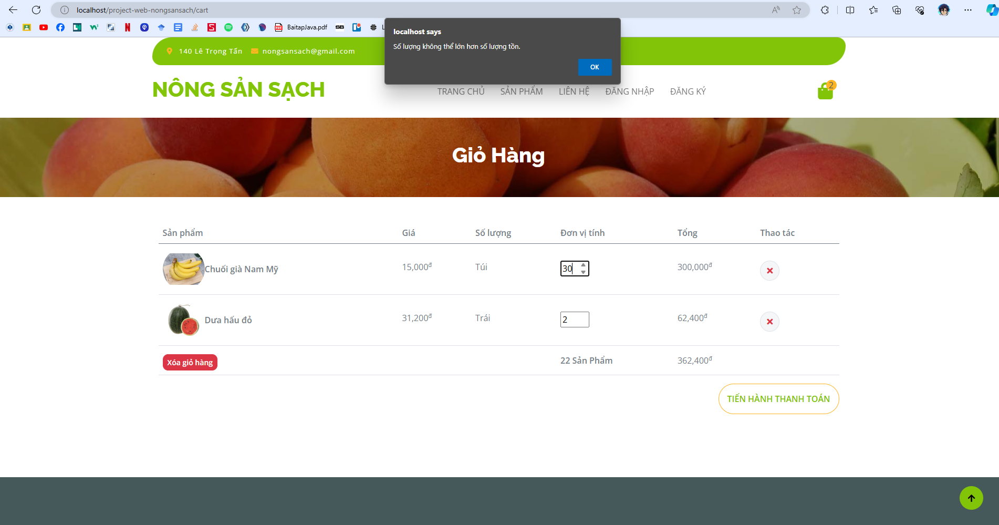 localhost/project-web-nongsansach/cart
BaitapJava.pdf
localhost says
Số lượng không thể lớn hơn số lượng tồn.
OK
140 Lê Trọng Tấn nongsansach@gmail.com
NÔNG SẢN SẠCH
TRANG CHỦ SẢN PHẨM LIÊN HỆ ĐĂNG NHẬP ĐĂNG KÝ
2
Giỏ Hàng
Sản phẩm Giá Số lượng Đơn vị tính Tổng Thao tác
Chuối già Nam Mỹ 15,000đ Túi 30 300,000đ
Dưa hấu đỏ 31,200đ Trái 2 62,400đ
Xóa giỏ hàng 22 Sản Phẩm 362,400đ
TIẾN HÀNH THANH TOÁN